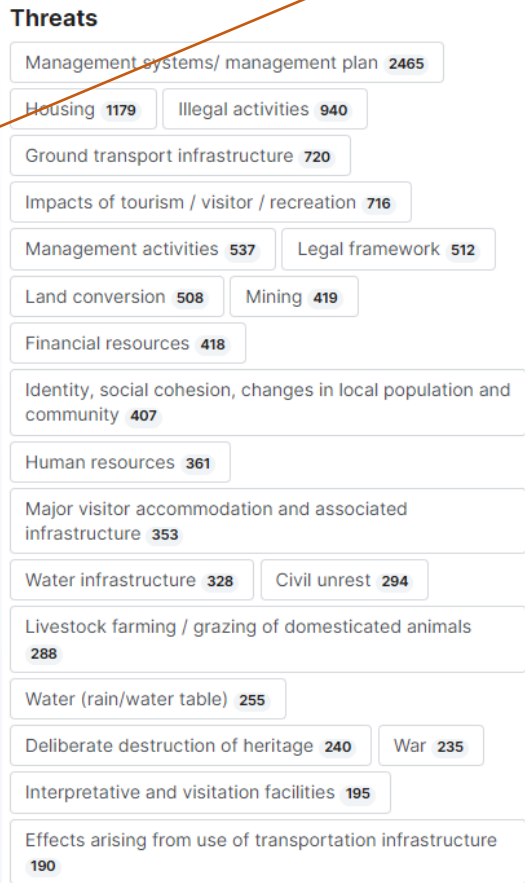 Threats
Management systems/ management plan 2465
Housing 1179 Illegal activities 940
Ground transport infrastructure 720
Impacts of tourism / visitor / recreation 716
Management activities 537 Legal framework 512
Land conversion 508 Mining 419
Financial resources 418
Identity, social cohesion, changes in local population and
community 407
Human resources 361
Major visitor accommodation and associated
infrastructure 353
Water infrastructure 328 Civil unrest 294
Livestock farming / grazing of domesticated animals
288
Water (rain/water table) 255
Deliberate destruction of heritage 240 War 235
Interpretative and visitation facilities 195
Effects arising from use of transportation infrastructure
190